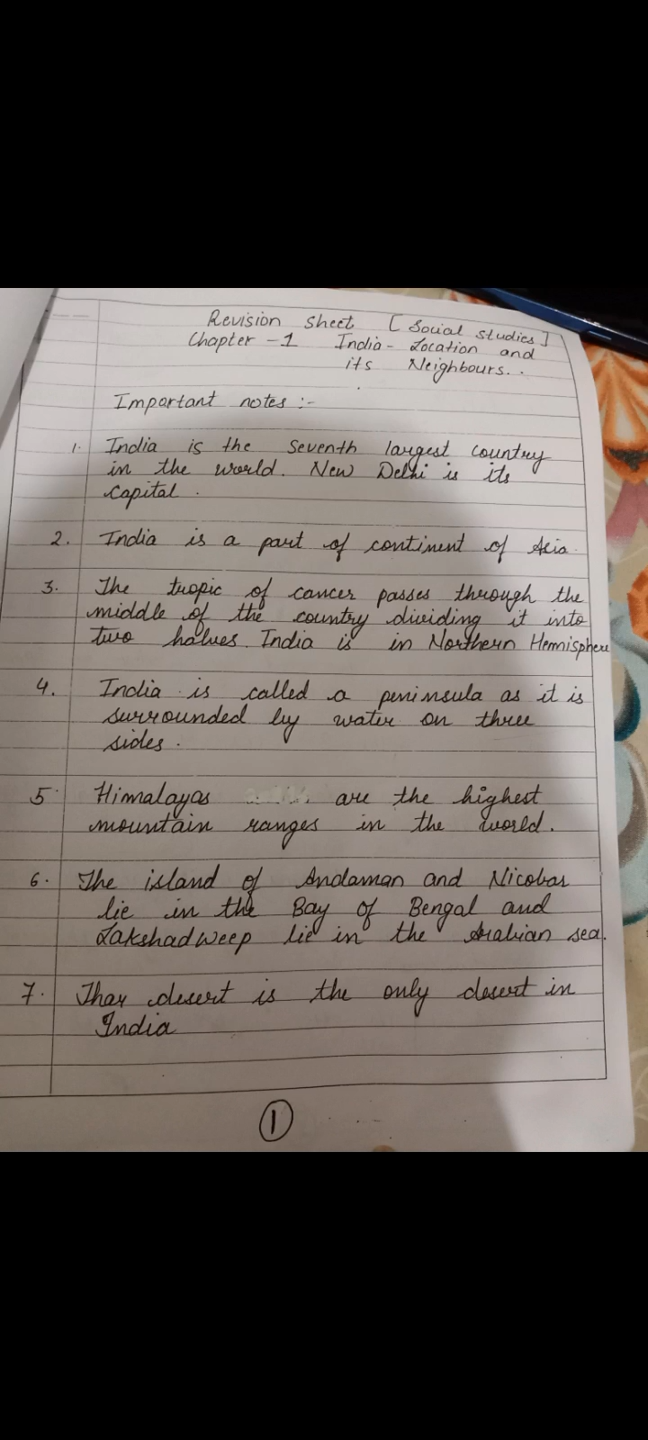 Revision Sheet [Social Studies]
Chapter -1 India - Location and
its Neighbours..
Important notes :-
1. India is the seventh largest country
in the world. New Delhi is its
capital.
2. India is a part of continent of Asia.
3. The tropic of cancer passes through the
middle of the country dividing it into
two halves. India is in Northern Hemisphere
4. India is called a peninsula as it is
surrounded by water on three
sides.
5. Himalayas are the highest
mountain ranges in the world.
6. The island of Andaman and Nicobar
lie in the Bay of Bengal and
Lakshadweep lie in the Arabian sea.
7. Thar desert is the only desert in
India
1